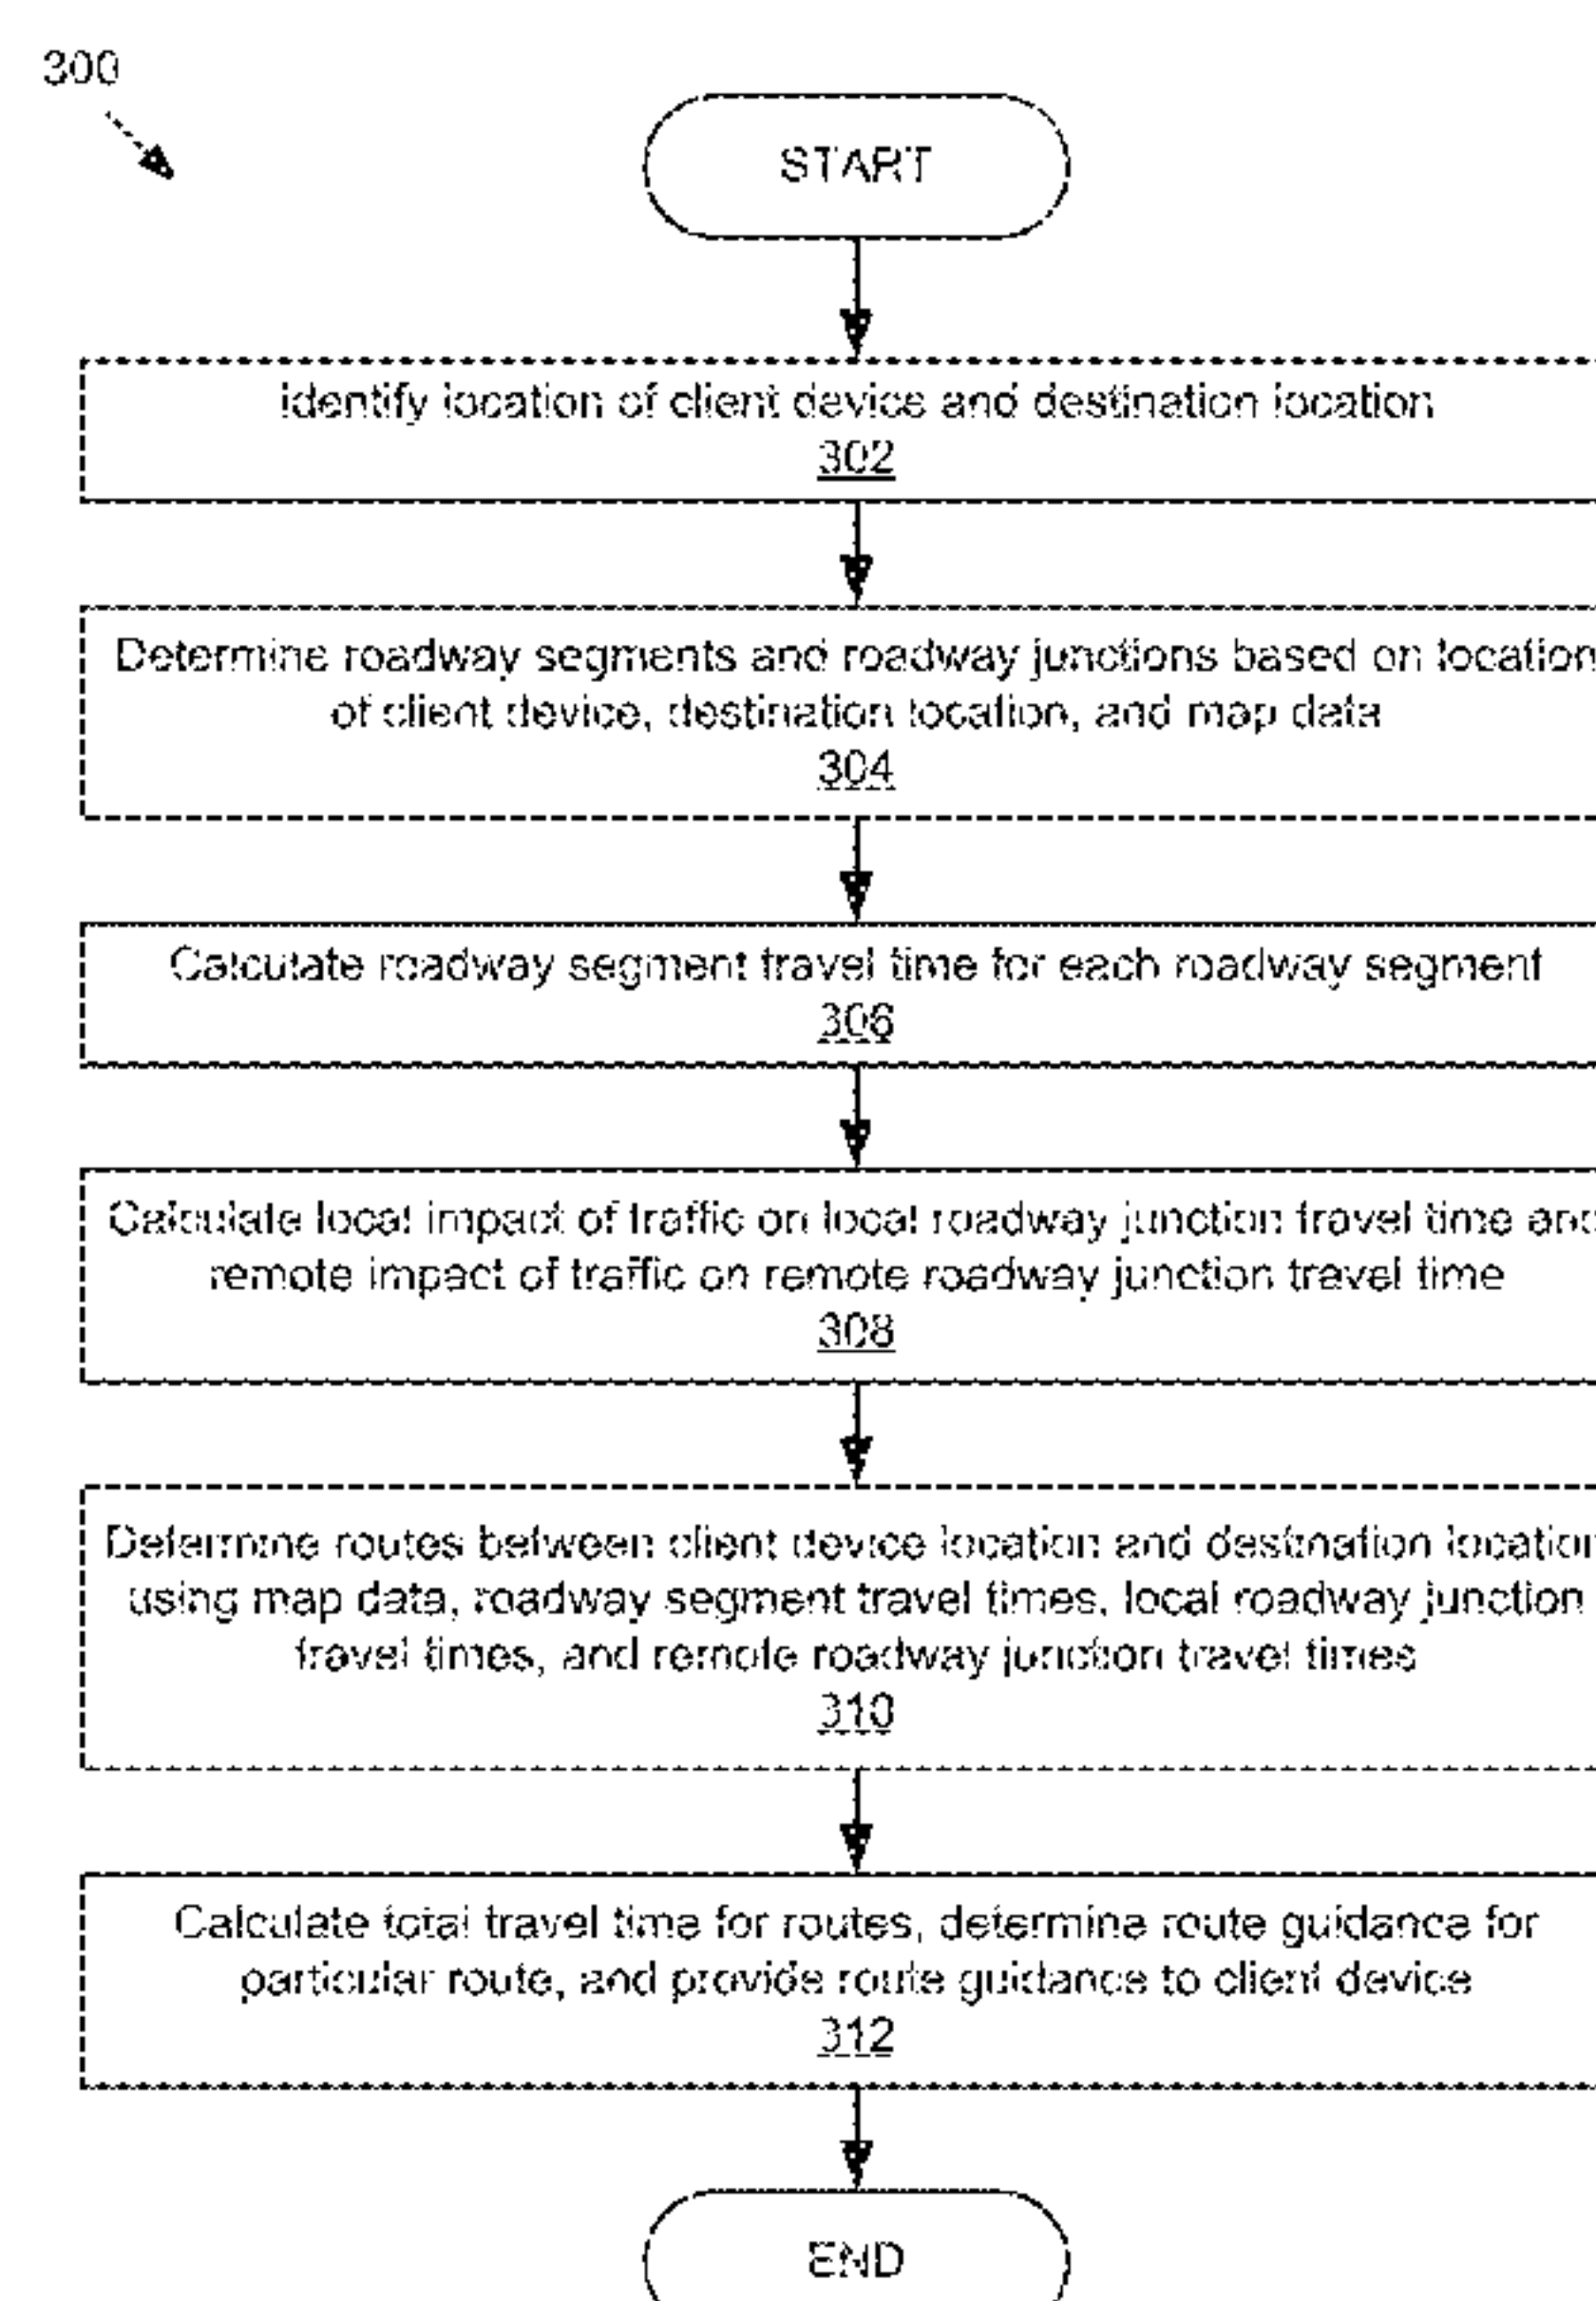 300
START
Identify location of client device and destination location
302
Determine roadway segments and roadway junctions based on location
of client device, destination location, and map data
304
Calculate roadway segment travel time for each roadway segment
306
Calculate local impact of traffic on local roadway junction travel time and
remote impact of traffic on remote roadway junction travel time
308
Determine routes between client device location and destination location
using map data, roadway segment travel times, local roadway junction
travel times, and remote roadway junction travel times
310
Calculate total travel time for routes, determine route guidance for
particular route, and provide route guidance to client device
312
END